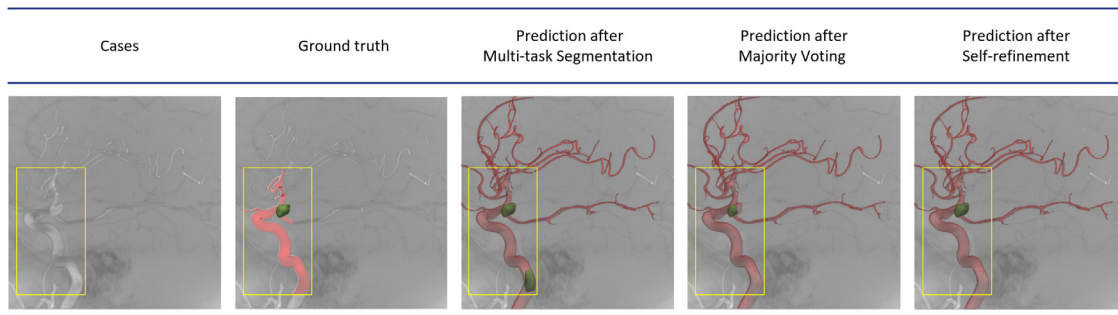 Cases
Ground truth
Prediction after
Multi-task Segmentation
Prediction after
Majority Voting
Prediction after
Self-refinement